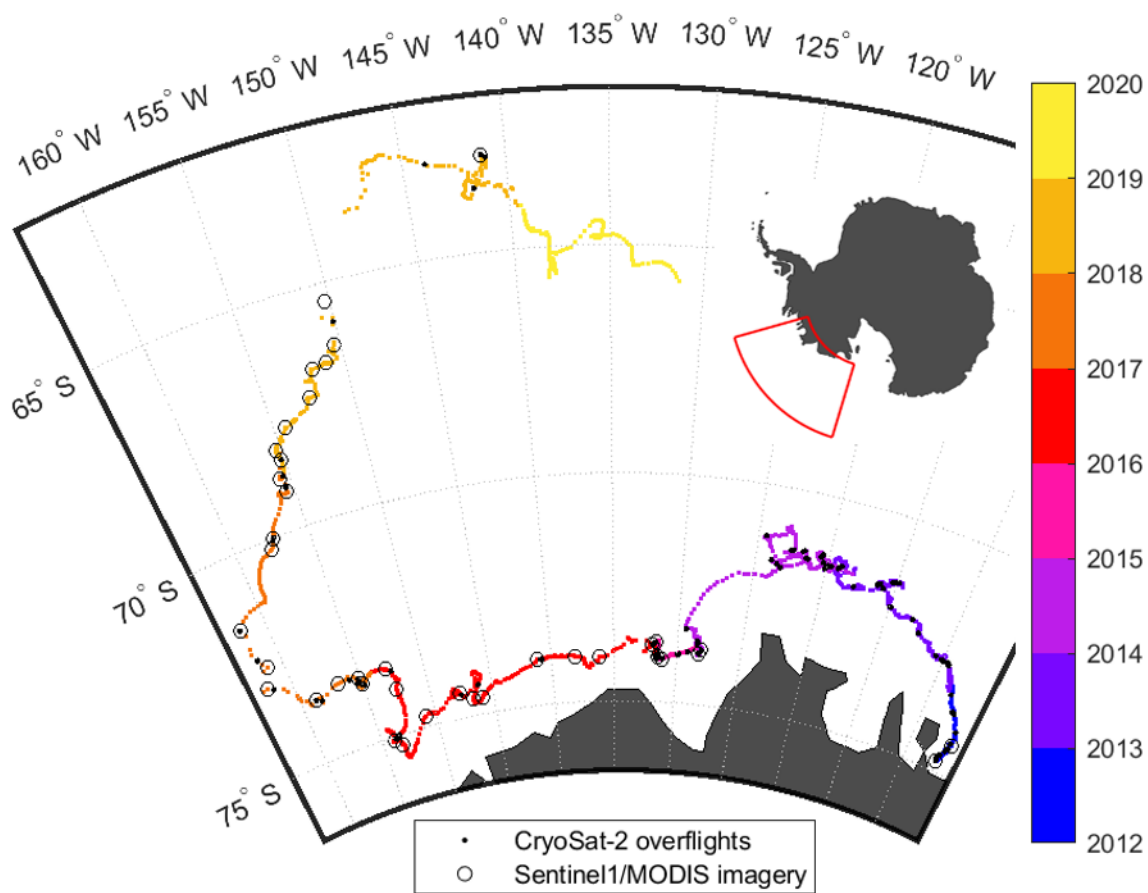 160° W
155° W
150° W
145° W
140° W
135° W
130° W
125° W
120° W
65° S
70° S
75° S
2020
2019
2018
2017
2016
2015
2014
2013
2012
CryoSat-2 overflights
Sentinel1/MODIS imagery